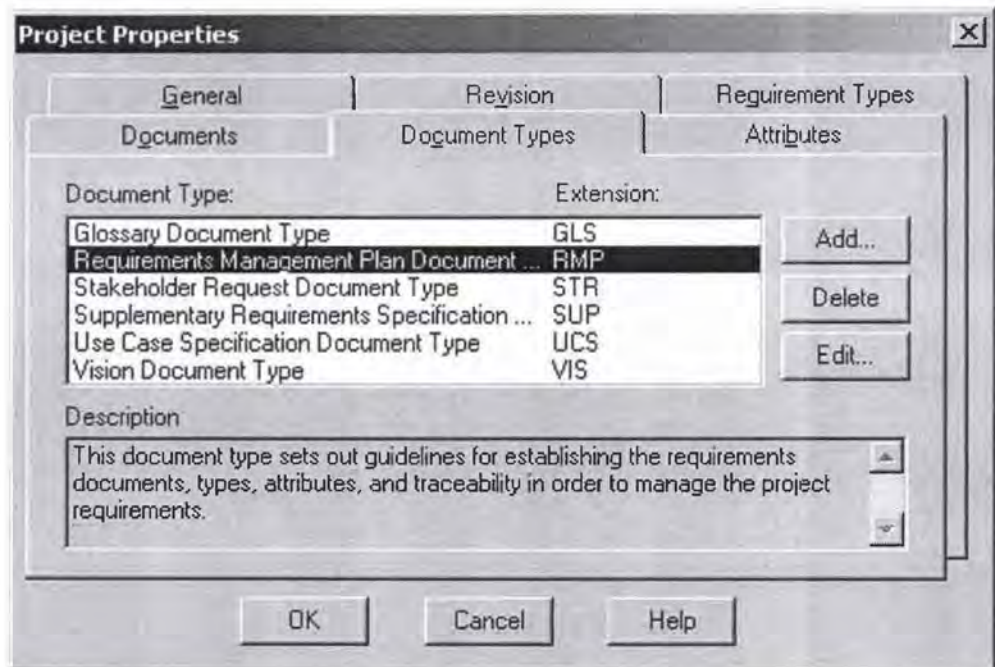 Project Properties
General Revision Reguirement Types
Documents Document Types Attributes
Document Type: Extension:
Glossary Document Type GLS
Requirements Management Plan Document ... RMP
Stakeholder Request Document Type STR
Supplementary Requirements Specification ... SUP
Use Case Specification Document Type UCS
Vision Document Type VIS
Add...
Delete
Edit...
Description
This document type sets out guidelines for establishing the requirements
documents, types, attributes, and traceability in order to manage the project
requirements.
OK Cancel Help